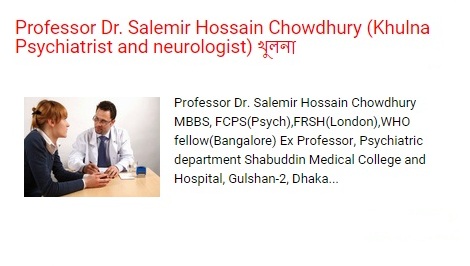 Professor Dr. Salemir Hossain Chowdhury (Khulna
Psychiatrist and neurologist) খুলনা
Professor Dr. Salemir Hossain Chowdhury
MBBS, FCPS(Psych),FRSH(London),WHO
fellow(Bangalore) Ex Professor, Psychiatric
department Shabuddin Medical College and
Hospital, Gulshan-2, Dhaka...